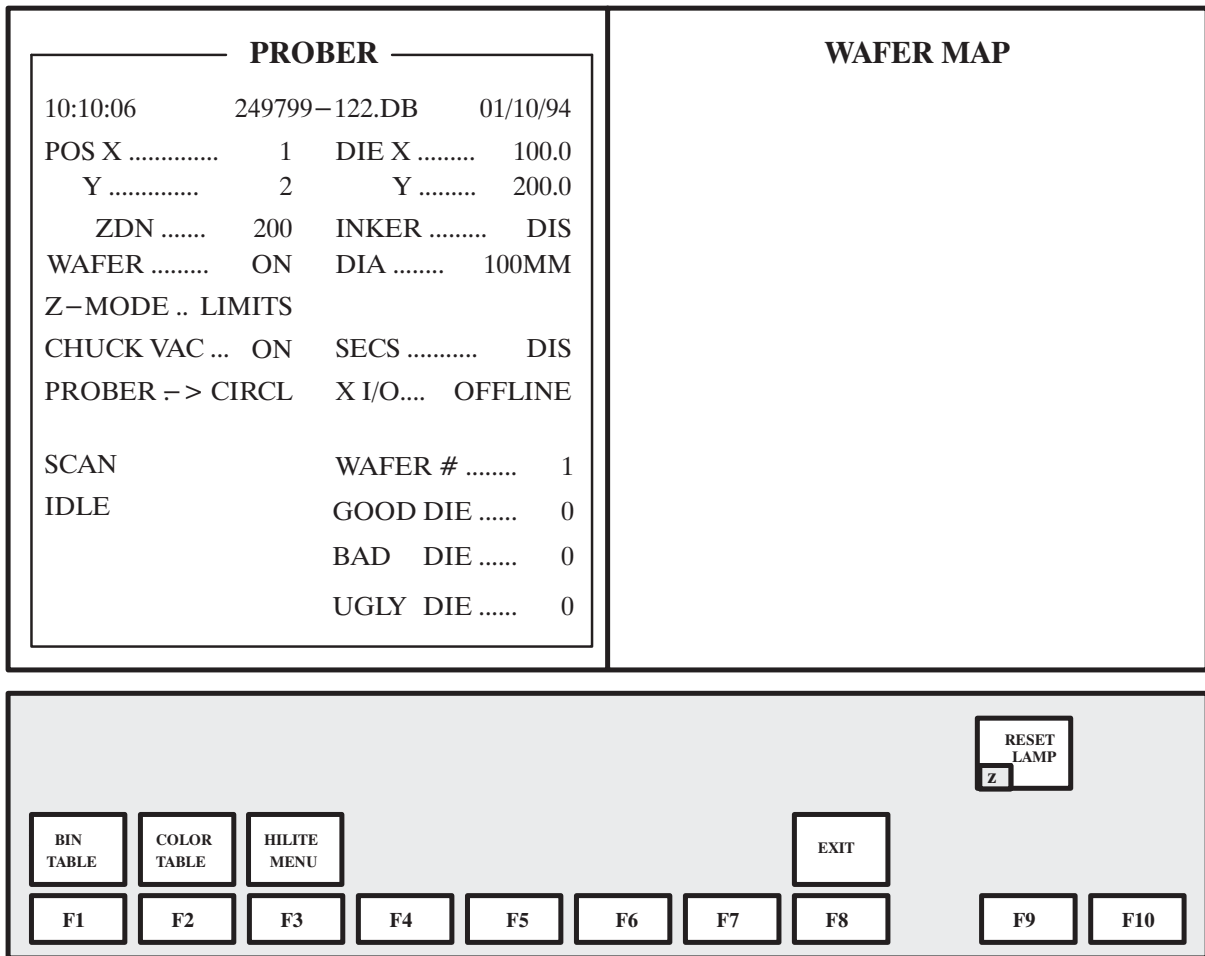 PROBER
10:10:06 249799−122.DB 01/10/94
POS X .............. 1 DIE X ......... 100.0
Y .............. 2 Y ......... 200.0
ZDN ....... 200 INKER ......... DIS
WAFER ......... ON DIA ........ 100MM
Z−MODE .. LIMITS
CHUCK VAC ... ON SECS ........... DIS
PROBER −> CIRCL X I/O.... OFFLINE
SCAN WAFER # ........ 1
IDLE GOOD DIE ...... 0
BAD DIE ...... 0
UGLY DIE ...... 0
WAFER MAP
RESET
LAMP
Z
BIN
TABLE
COLOR
TABLE
HILITE
MENU
EXIT
F1 F2 F3 F4 F5 F6 F7 F8 F9 F10